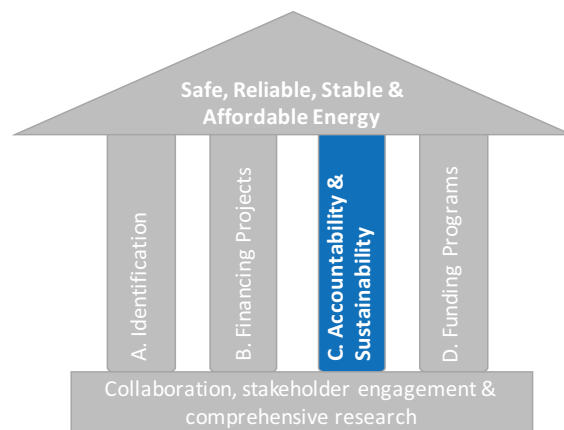 Safe, Reliable, Stable &
Affordable Energy
A. Identification
B. Financing Projects
C. Accountability &
Sustainability
D. Funding Programs
Collaboration, stakeholder engagement &
comprehensive research